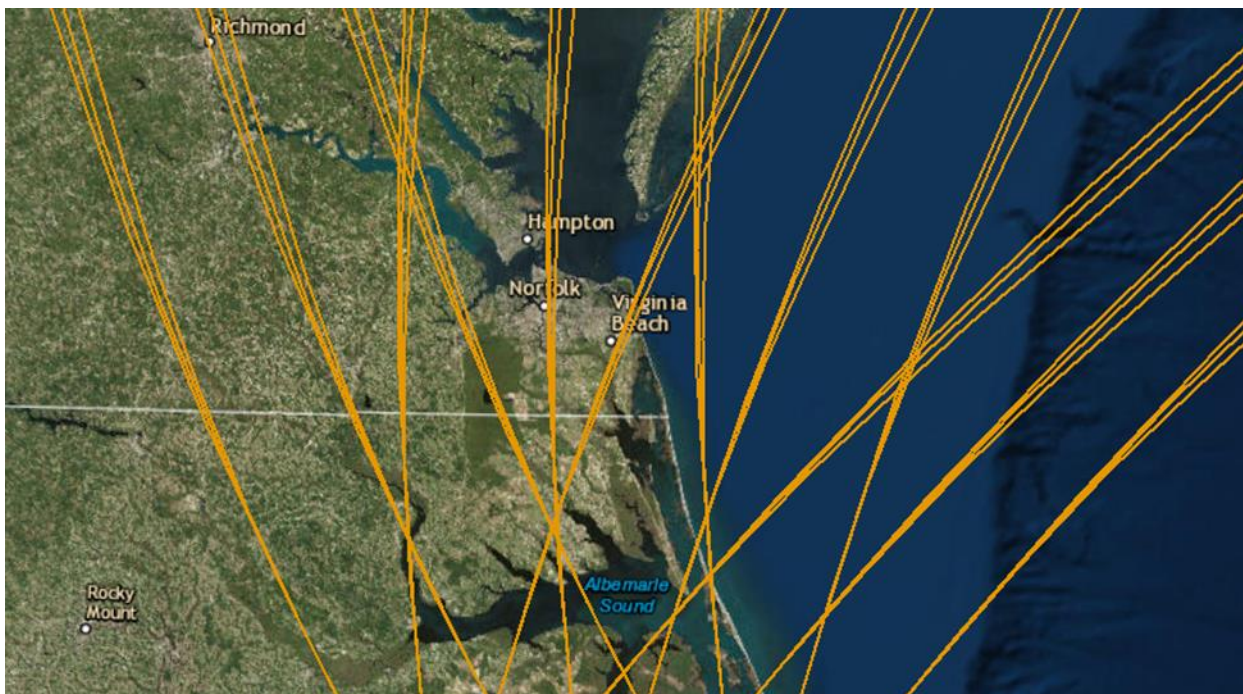 Richmond
Hampton
Norfolk
Virginia
Beach
Albemarle
Sound
Rocky
Mount